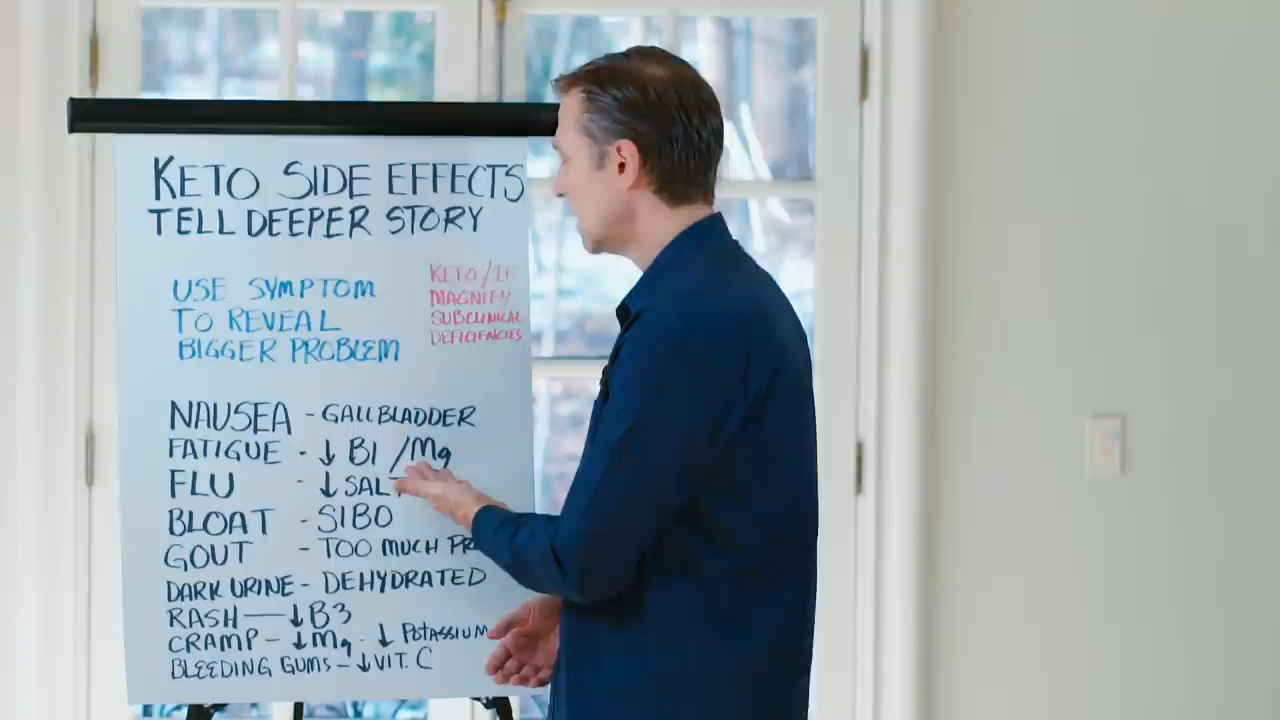 KETO SIDE EFFECTS
TELL DEEPER STORY
USE SYMPTOM
TO REVEAL
BIGGER PROBLEM
KETO/IF
MAGNIFY
SUBCLINICAL
DEFICIENCIES
NAUSEA - GALLBLADDER
FATIGUE - ↓ B1 /Mg
FLU - ↓ SALT
BLOAT - SIBO
GOUT - TOO MUCH
DARK URINE - DEHYDRATED
RASH — ↓ B3
CRAMP - ↓ Mg - ↓ POTASSIUM
BLEEDING GUMS - ↓ VIT. C